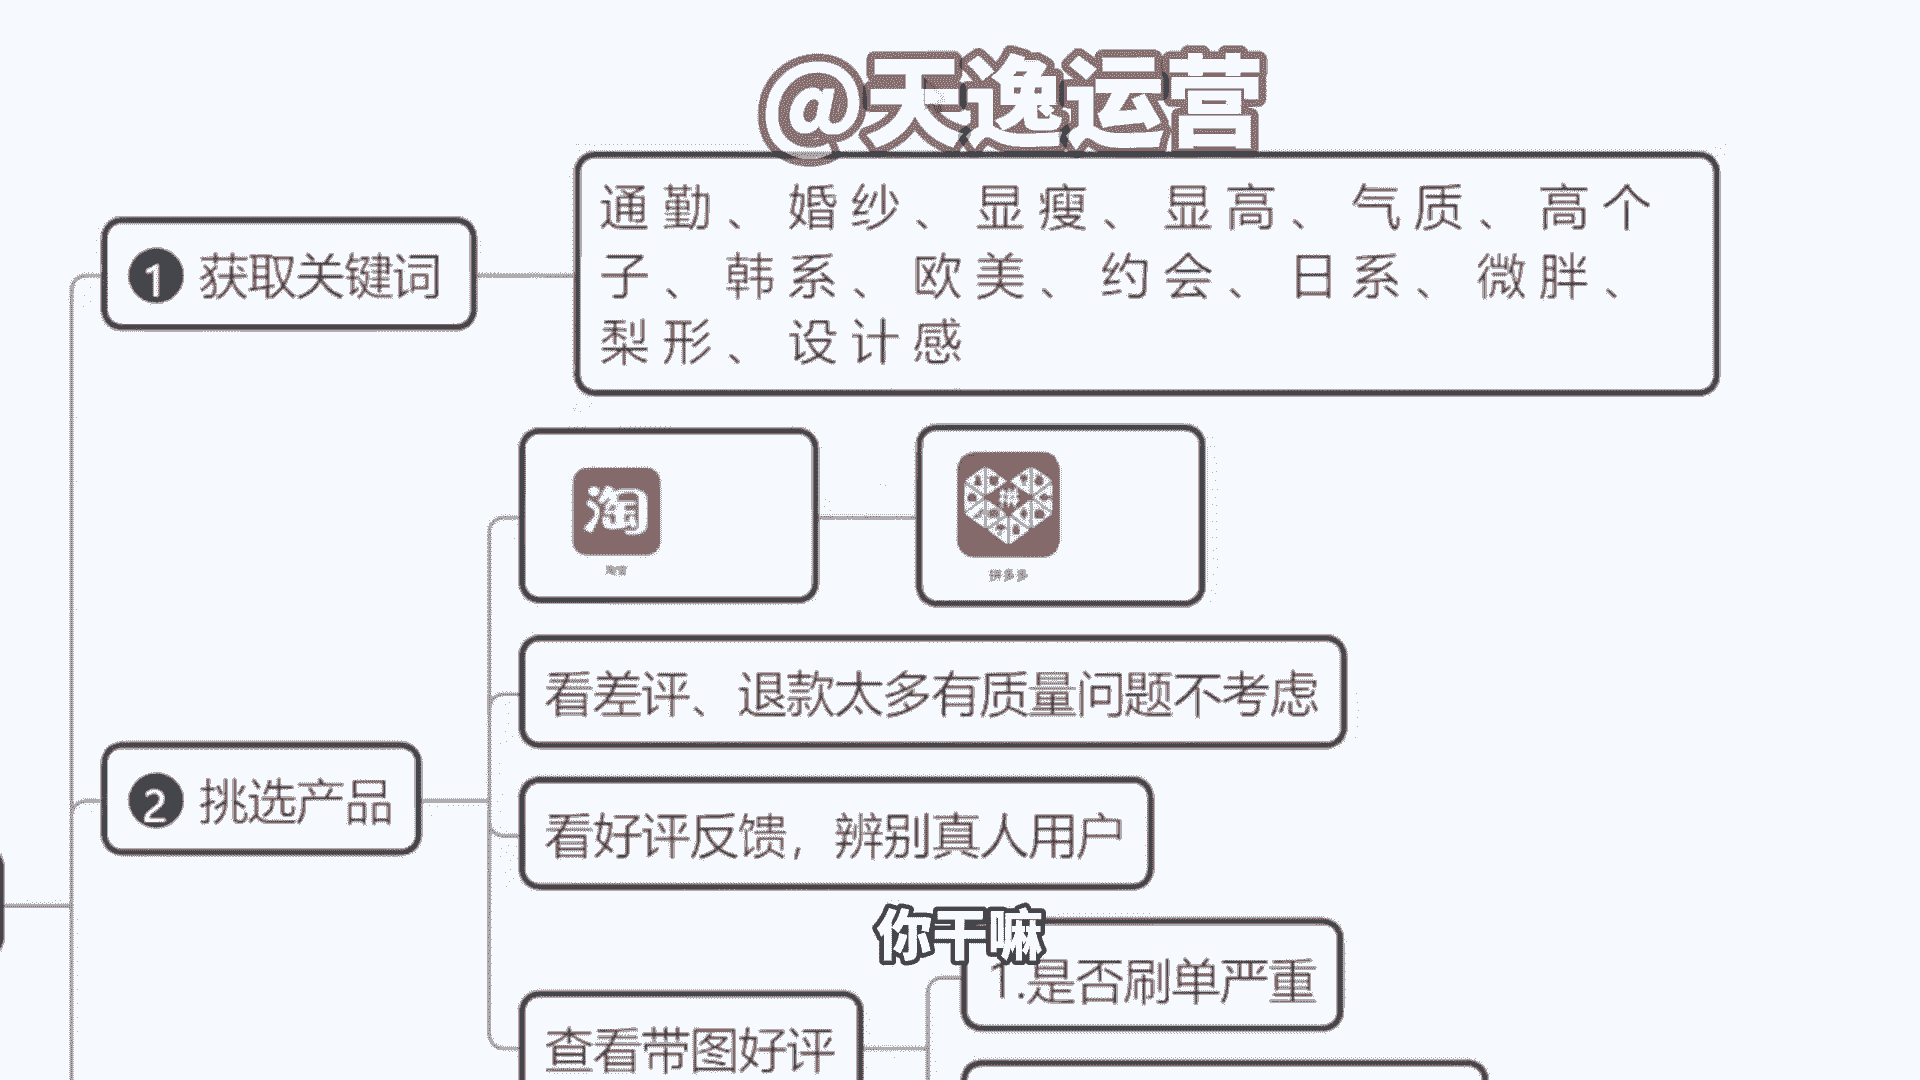 @天逸运营
1 获取关键词
通勤、婚纱、显瘦、显高、气质、高个
子、韩系、欧美、约会、日系、微胖、
梨形、设计感
淘
淘宝
拼
拼多多
看差评、退款太多有质量问题不考虑
2 挑选产品
看好评反馈，辨别真人用户
你干嘛
1.是否刷单严重
查看带图好评